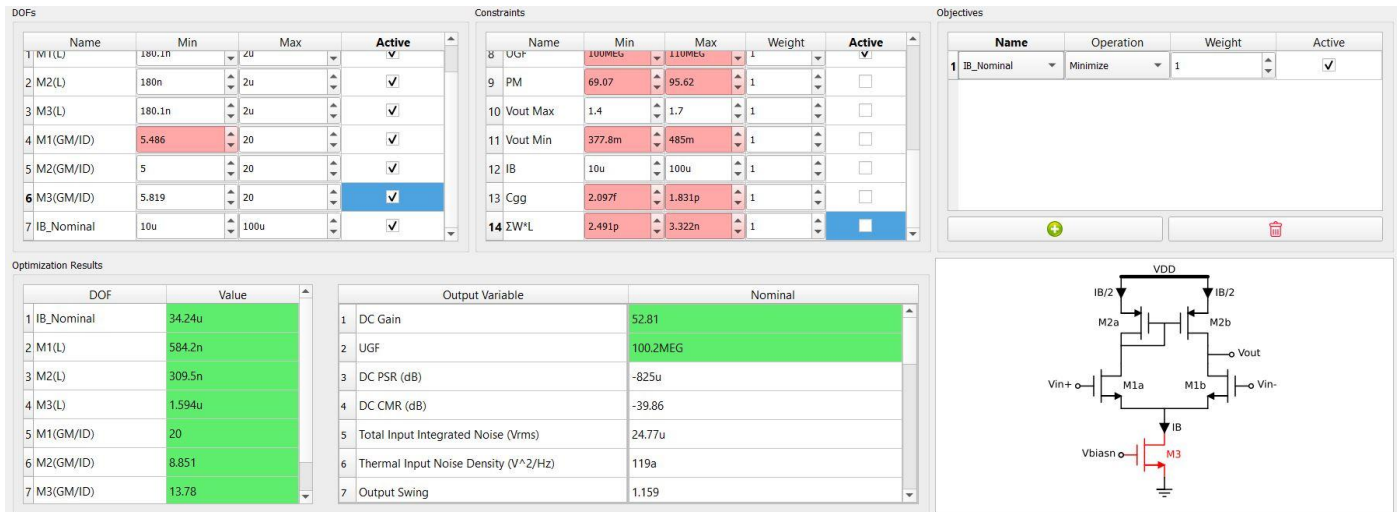 DOFs
Name Min Max Active
1 M1(L) 180.1n 2u
2 M2(L) 180n 2u
3 M3(L) 180.1n 2u
4 M1(GM/ID) 5.486 20
5 M2(GM/ID) 5 20
6 M3(GM/ID) 5.819 20
7 IB_Nominal 10u 100u
Constraints
Name Min Max Weight Active
8 UGF 100MEG 110MEG 1
9 PM 69.07 95.62 1
10 Vout Max 1.4 1.7 1
11 Vout Min 377.8m 485m 1
12 IB 10u 100u 1
13 Cgg 2.097f 1.831p 1
14 ΣW*L 2.491p 3.322n 1
Objectives
Name Operation Weight Active
1 IB_Nominal Minimize 1
Optimization Results
DOF Value
1 IB_Nominal 34.24u
2 M1(L) 584.2n
3 M2(L) 309.5n
4 M3(L) 1.594u
5 M1(GM/ID) 20
6 M2(GM/ID) 8.851
7 M3(GM/ID) 13.78
Output Variable Nominal
1 DC Gain 52.81
2 UGF 100.2MEG
3 DC PSR (dB) -825u
4 DC CMR (dB) -39.86
5 Total Input Integrated Noise (Vrms) 24.77u
6 Thermal Input Noise Density (V^2/Hz) 119a
7 Output Swing 1.159
VDD
IB/2 IB/2
M2a M2b
Vout
Vin+ M1a M1b Vin-
IB
Vbiasn M3